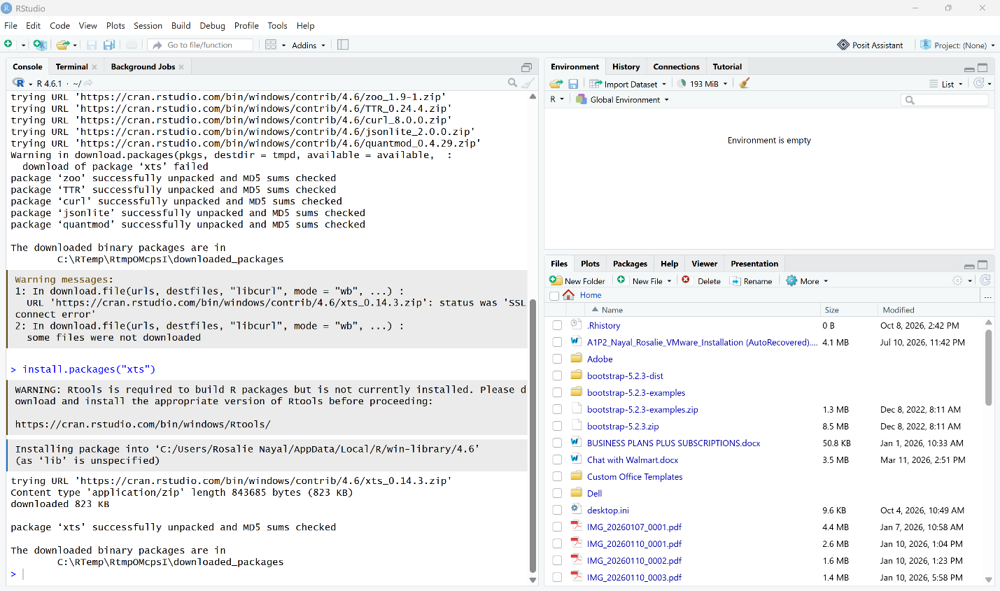 RStudio
File Edit Code View Plots Session Build Debug Profile Tools Help
Go to file/function Addins Posit Assistant Project: (None)
Console Terminal Background Jobs
R 4.6.1 · ~/
trying URL 'https://cran.rstudio.com/bin/windows/contrib/4.6/zoo_1.9-1.zip'
trying URL 'https://cran.rstudio.com/bin/windows/contrib/4.6/TTR_0.24.4.zip'
trying URL 'https://cran.rstudio.com/bin/windows/contrib/4.6/curl_8.0.0.zip'
trying URL 'https://cran.rstudio.com/bin/windows/contrib/4.6/jsonlite_2.0.0.zip'
trying URL 'https://cran.rstudio.com/bin/windows/contrib/4.6/quantmod_0.4.29.zip'
Warning in download.packages(pkgs, destdir = tmpd, available = available,  :
  download of package ‘xts’ failed
package ‘zoo’ successfully unpacked and MD5 sums checked
package ‘TTR’ successfully unpacked and MD5 sums checked
package ‘curl’ successfully unpacked and MD5 sums checked
package ‘jsonlite’ successfully unpacked and MD5 sums checked
package ‘quantmod’ successfully unpacked and MD5 sums checked
The downloaded binary packages are in
C:\RTemp\RtmpOMcpsI\downloaded_packages
Warning messages:
1: In download.file(urls, destfiles, "libcurl", mode = "wb", ...) :
  URL 'https://cran.rstudio.com/bin/windows/contrib/4.6/xts_0.14.3.zip': status was 'SSL
connect error'
2: In download.file(urls, destfiles, "libcurl", mode = "wb", ...) :
  some files were not downloaded
> install.packages("xts")
WARNING: Rtools is required to build R packages but is not currently installed. Please d
ownload and install the appropriate version of Rtools before proceeding:
https://cran.rstudio.com/bin/windows/Rtools/
Installing package into ‘C:/Users/Rosalie Nayal/AppData/Local/R/win-library/4.6’
(as ‘lib’ is unspecified)
trying URL 'https://cran.rstudio.com/bin/windows/contrib/4.6/xts_0.14.3.zip'
Content type 'application/zip' length 843685 bytes (823 KB)
downloaded 823 KB
package ‘xts’ successfully unpacked and MD5 sums checked
The downloaded binary packages are in
C:\RTemp\RtmpOMcpsI\downloaded_packages
>
Environment History Connections Tutorial
Import Dataset 193 MiB List
R Global Environment
Environment is empty
Files Plots Packages Help Viewer Presentation
New Folder New File Delete Rename More
Home ...
Name Size Modified
.Rhistory 0 B Oct 8, 2026, 2:42 PM
A1P2_Nayal_Rosalie_VMware_Installation (AutoRecovered).... 4.1 MB Jul 10, 2026, 11:42 PM
Adobe
bootstrap-5.2.3-dist
bootstrap-5.2.3-examples
bootstrap-5.2.3-examples.zip 1.3 MB Dec 8, 2022, 8:11 AM
bootstrap-5.2.3.zip 8.5 MB Dec 8, 2022, 8:11 AM
BUSINESS PLANS PLUS SUBSCRIPTIONS.docx 50.8 KB Jan 1, 2026, 10:33 AM
Chat with Walmart.docx 3.5 MB Mar 11, 2026, 2:51 PM
Custom Office Templates
Dell
desktop.ini 9.6 KB Oct 4, 2026, 10:49 AM
IMG_20260107_0001.pdf 4.4 MB Jan 7, 2026, 10:58 AM
IMG_20260110_0001.pdf 2.6 MB Jan 10, 2026, 1:04 PM
IMG_20260110_0002.pdf 1.6 MB Jan 10, 2026, 1:23 PM
IMG_20260110_0003.pdf 1.4 MB Jan 10, 2026, 5:58 PM